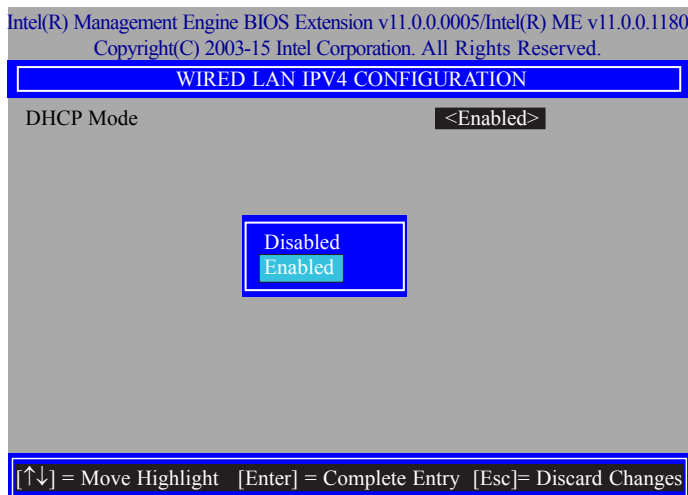 Intel(R) Management Engine BIOS Extension v11.0.0.0005/Intel(R) ME v11.0.0.1180
Copyright(C) 2003-15 Intel Corporation. All Rights Reserved.
WIRED LAN IPV4 CONFIGURATION
DHCP Mode <Enabled>
Disabled
Enabled
[↑↓] = Move Highlight [Enter] = Complete Entry [Esc]= Discard Changes